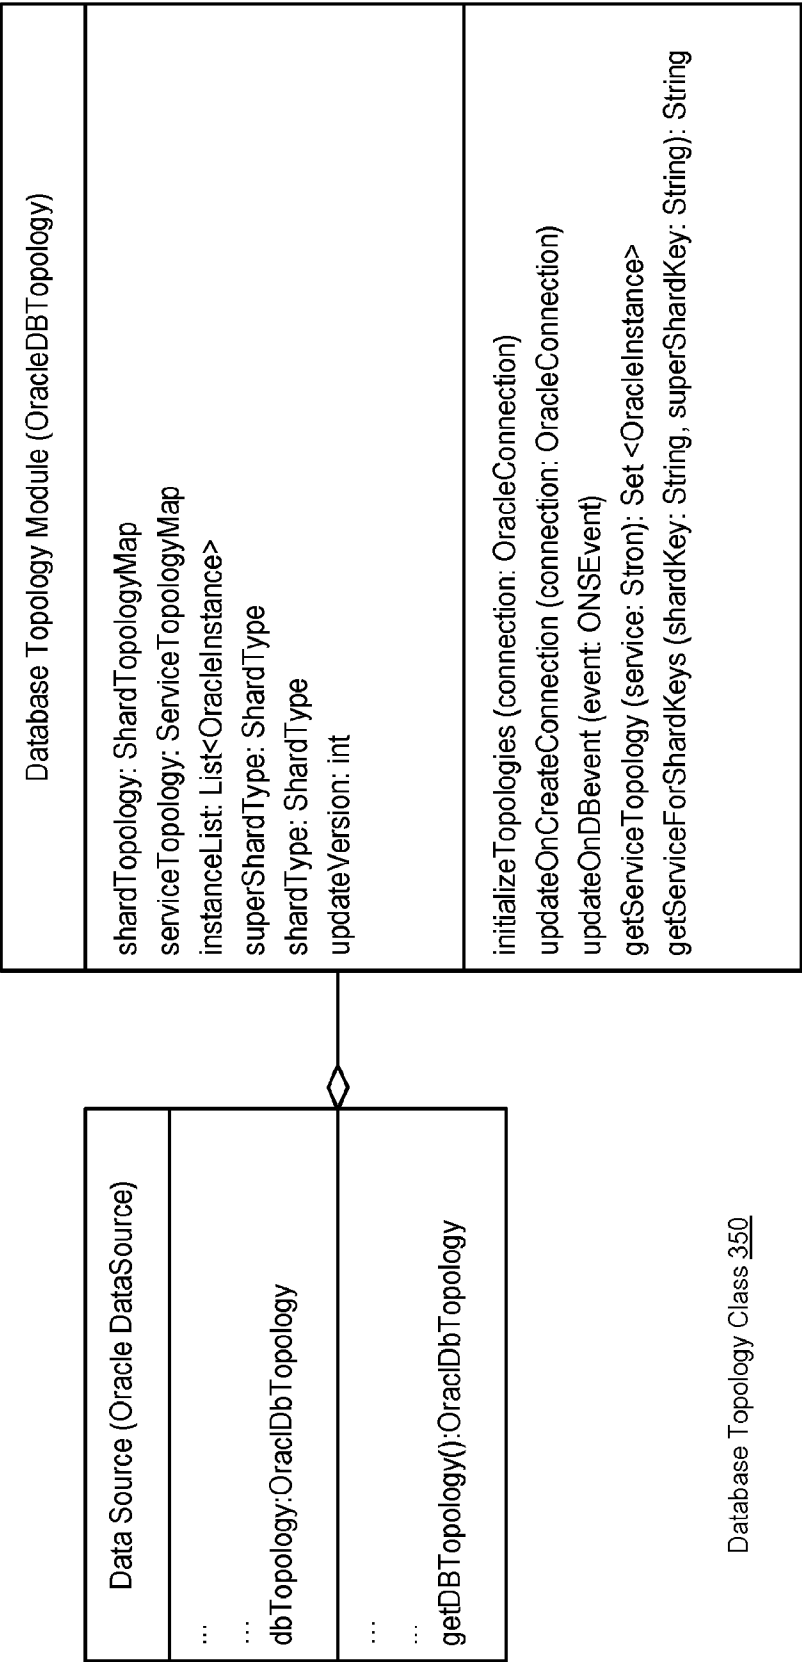 Data Source (Oracle DataSource)
...
...
dbTopology:OraclDbTopology
...
...
getDBTopology():OraclDbTopology
Database Topology Module (OracleDBTopology)
shardTopology: ShardTopologyMap
serviceTopology: ServiceTopologyMap
instanceList: List<OracleInstance>
superShardType: ShardType
shardType: ShardType
updateVersion: int
initializeTopologies (connection: OracleConnection)
updateOnCreateConnection (connection: OracleConnection)
updateOnDBevent (event: ONSEvent)
getServiceTopology (service: Stron): Set <OracleInstance>
getServiceForShardKeys (shardKey: String, superShardKey: String): String
Database Topology Class 350